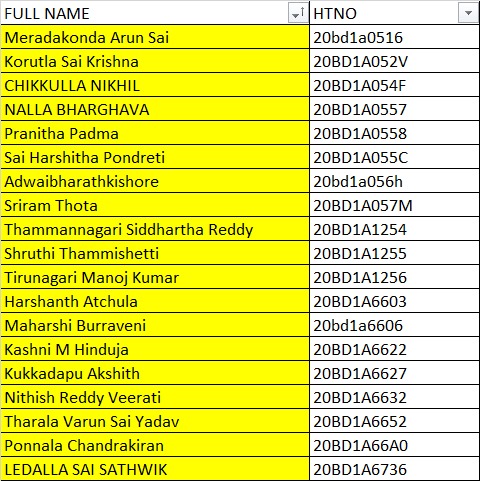 FULL NAME HTNO
Meradakonda Arun Sai 20bd1a0516
Korutla Sai Krishna 20BD1A052V
CHIKKULLA NIKHIL 20BD1A054F
NALLA BHARGHAVA 20BD1A0557
Pranitha Padma 20BD1A0558
Sai Harshitha Pondreti 20BD1A055C
Adwaibharathkishore 20bd1a056h
Sriram Thota 20BD1A057M
Thammannagari Siddhartha Reddy 20BD1A1254
Shruthi Thammishetti 20BD1A1255
Tirunagari Manoj Kumar 20BD1A1256
Harshanth Atchula 20BD1A6603
Maharshi Burraveni 20bd1a6606
Kashni M Hinduja 20BD1A6622
Kukkadapu Akshith 20BD1A6627
Nithish Reddy Veerati 20BD1A6632
Tharala Varun Sai Yadav 20BD1A6652
Ponnala Chandrakiran 20BD1A66A0
LEDALLA SAI SATHWIK 20BD1A6736